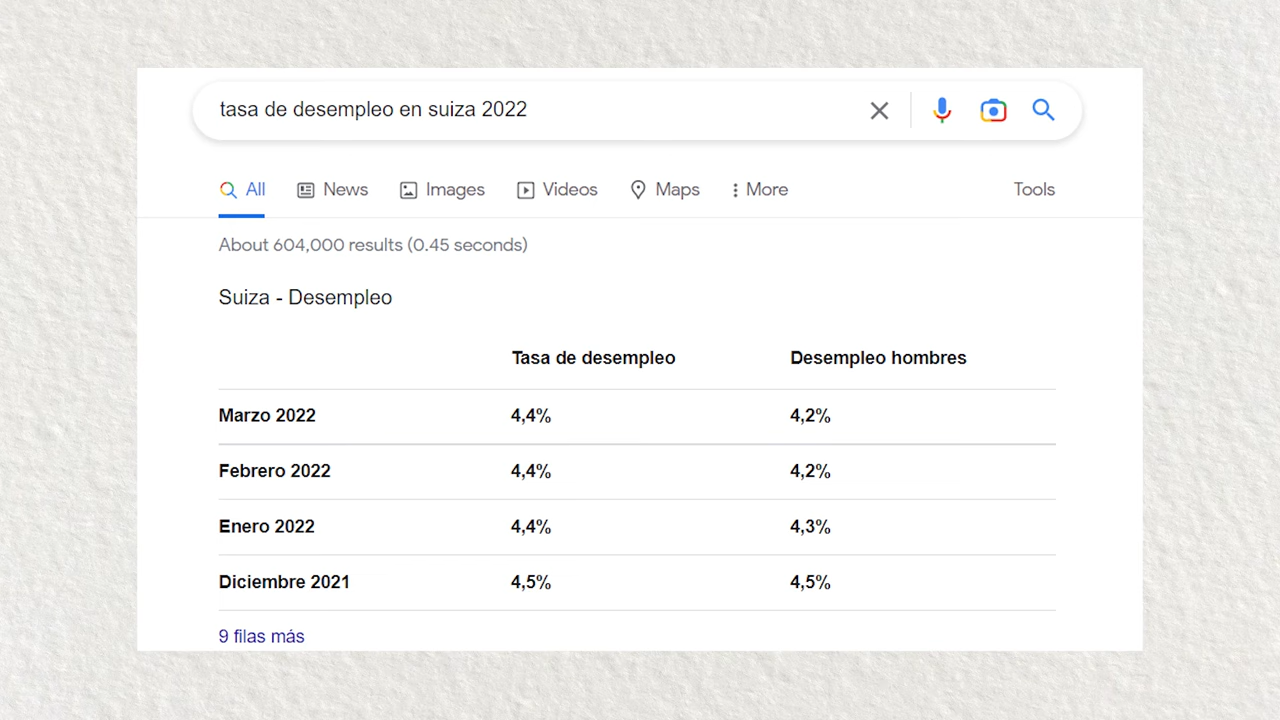 tasa de desempleo en suiza 2022
All News Images Videos Maps More Tools
About 604,000 results (0.45 seconds)
Suiza - Desempleo
Tasa de desempleo Desempleo hombres
Marzo 2022 4,4% 4,2%
Febrero 2022 4,4% 4,2%
Enero 2022 4,4% 4,3%
Diciembre 2021 4,5% 4,5%
9 filas más